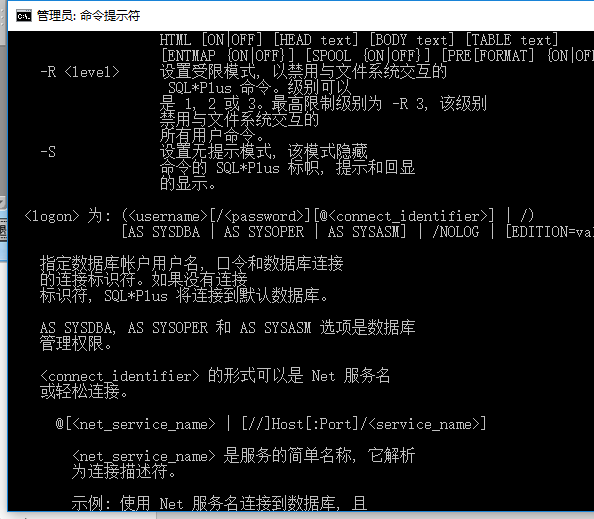 管理员: 命令提示符
HTML [ON|OFF] [HEAD text] [BODY text] [TABLE text]
[ENTMAP {ON|OFF}] [SPOOL {ON|OFF}] [PRE[FORMAT] {ON|OFF
-R <level> 设置受限模式, 以禁用与文件系统交互的
SQL*Plus 命令。级别可以
是 1, 2 或 3。最高限制级别为 -R 3, 该级别
禁用与文件系统交互的
所有用户命令。
-S 设置无提示模式, 该模式隐藏
命令的 SQL*Plus 标帜, 提示和回显
的显示。
<logon> 为: {<username>[/<password>][@<connect_identifier>] | /}
[AS SYSDBA | AS SYSOPER | AS SYSASM] | /NOLOG | [EDITION=val
指定数据库帐户用户名, 口令和数据库连接
的连接标识符。如果没有连接
标识符, SQL*Plus 将连接到默认数据库。
AS SYSDBA, AS SYSOPER 和 AS SYSASM 选项是数据库
管理权限。
<connect_identifier> 的形式可以是 Net 服务名
或轻松连接。
@[<net_service_name> | [//]Host[:Port]/<service_name>]
<net_service_name> 是服务的简单名称, 它解析
为连接描述符。
示例: 使用 Net 服务名连接到数据库, 且